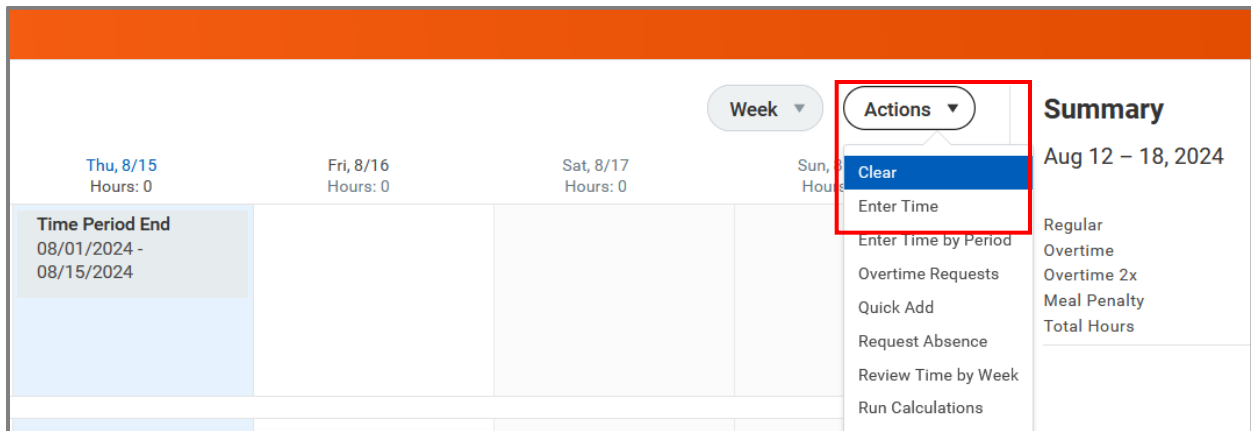 Week
Actions
Summary
Aug 12 – 18, 2024
Thu, 8/15
Hours: 0
Fri, 8/16
Hours: 0
Sat, 8/17
Hours: 0
Sun,
Time Period End
08/01/2024 -
08/15/2024
Clear
Enter Time
Enter Time by Period
Overtime Requests
Quick Add
Request Absence
Review Time by Week
Run Calculations
Regular
Overtime
Overtime 2x
Meal Penalty
Total Hours